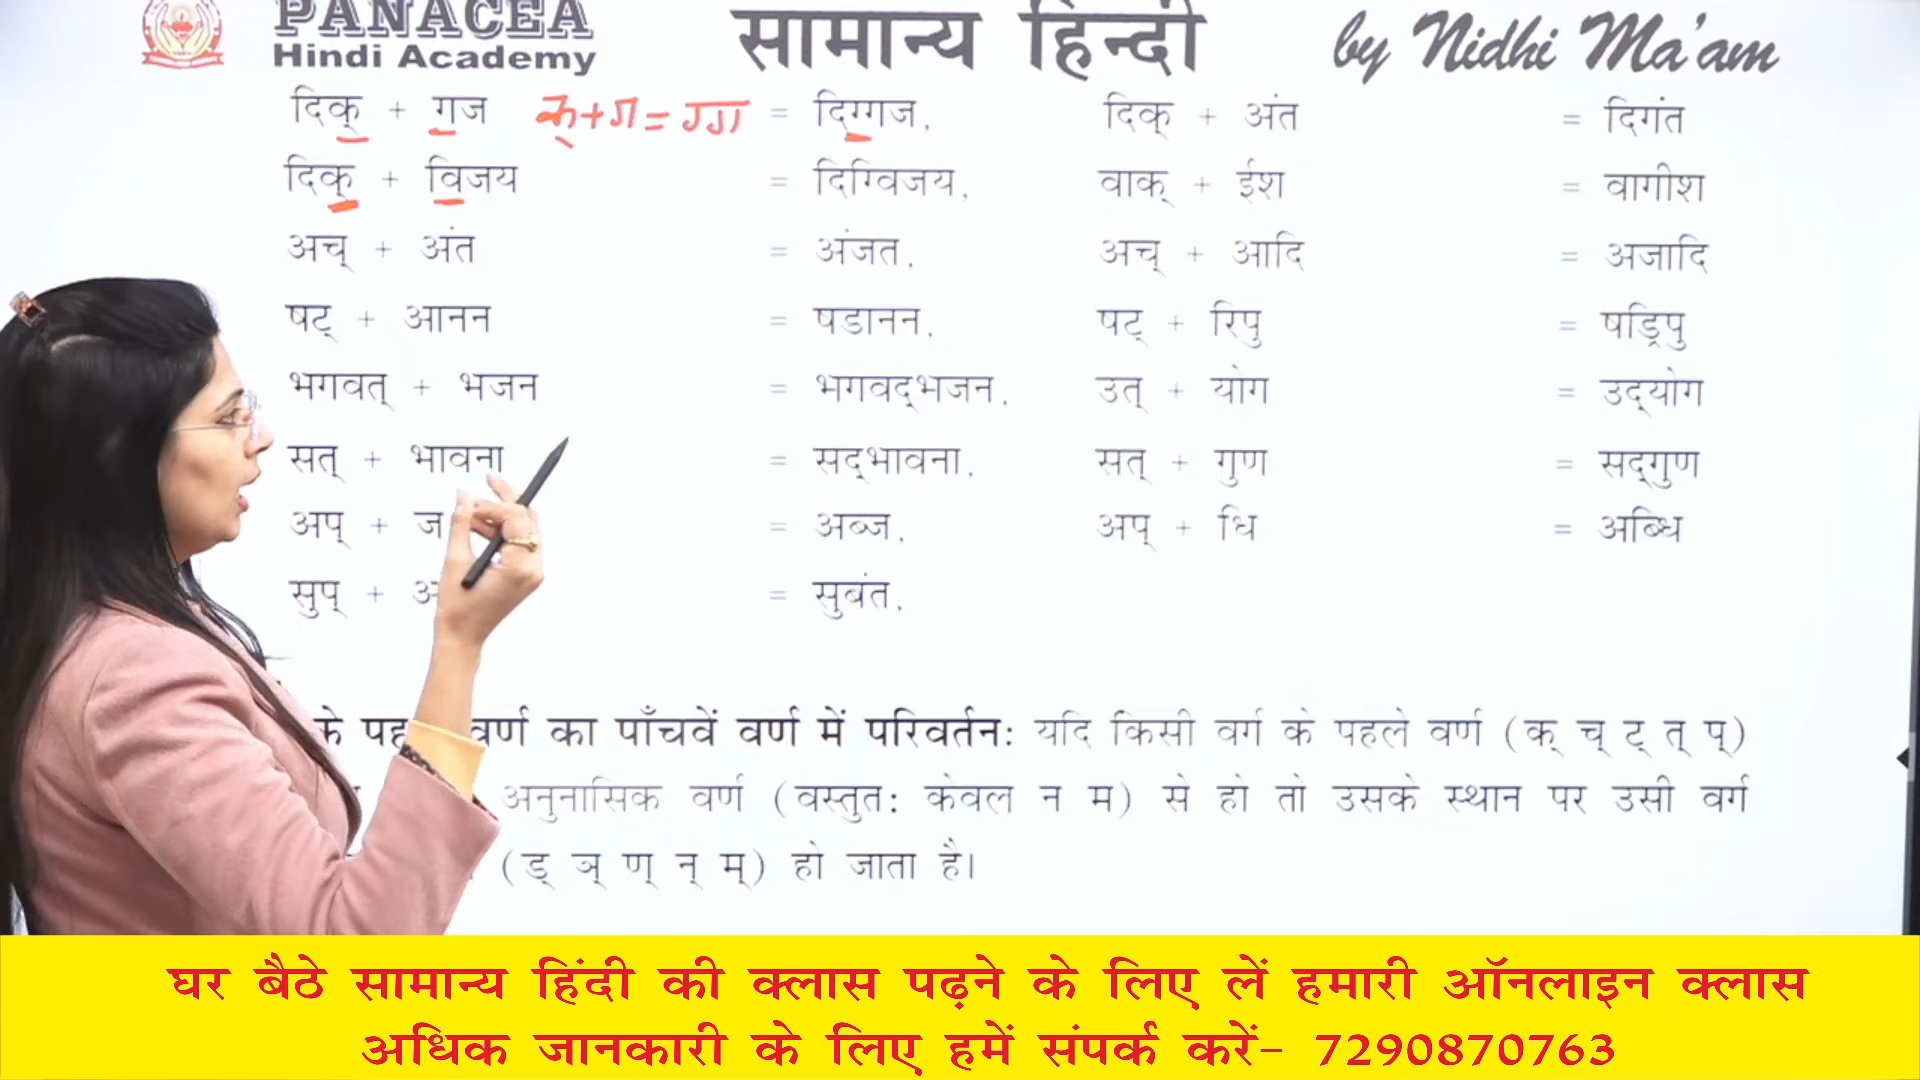 PANACEA सामान्य हिन्दी by Nidhi Ma'am
Hindi Academy
दिक् + गज क्+ग=गग = दिग्गज, दिक् + अंत = दिगंत
दिक् + विजय = दिग्विजय, वाक् + ईश = वागीश
अच् + अंत = अंजत, अच् + आदि = अजादि
षट् + आनन = षडानन, षट् + रिपु = षड्रिपु
भगवत् + भजन = भगवद्भजन, उत् + योग = उद्योग
सत् + भावना = सद्भावना, सत् + गुण = सद्गुण
अप् + ज = अब्ज, अप् + धि = अब्धि
सुप् + = सुबंत,
के वर्ण का पाँचवें वर्ण में परिवर्तनः यदि किसी वर्ग के पहले वर्ण (क् च् ट् त् प्)
अनुनासिक वर्ण (वस्तुतः केवल न म) से हो तो उसके स्थान पर उसी वर्ग
(ड् ञ् ण् न् म्) हो जाता है।
घर बैठे सामान्य हिंदी की क्लास पढ़ने के लिए लें हमारी ऑनलाइन क्लास
अधिक जानकारी के लिए हमें संपर्क करें- 7290870763